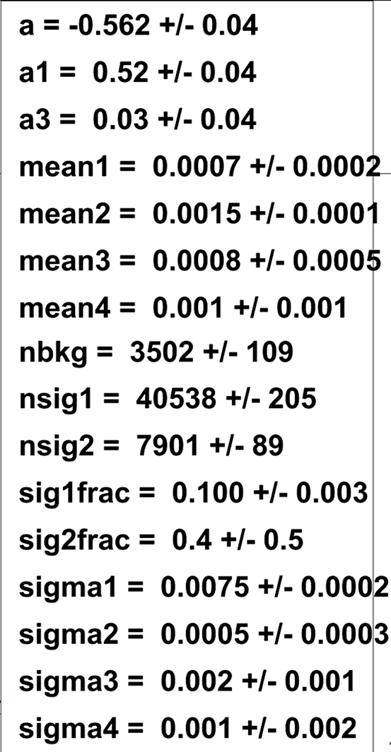 a = -0.562 +/- 0.04
a1 = 0.52 +/- 0.04
a3 = 0.03 +/- 0.04
mean1 = 0.0007 +/- 0.0002
mean2 = 0.0015 +/- 0.0001
mean3 = 0.0008 +/- 0.0005
mean4 = 0.001 +/- 0.001
nbkg = 3502 +/- 109
nsig1 = 40538 +/- 205
nsig2 = 7901 +/- 89
sig1frac = 0.100 +/- 0.003
sig2frac = 0.4 +/- 0.5
sigma1 = 0.0075 +/- 0.0002
sigma2 = 0.0005 +/- 0.0003
sigma3 = 0.002 +/- 0.001
sigma4 = 0.001 +/- 0.002